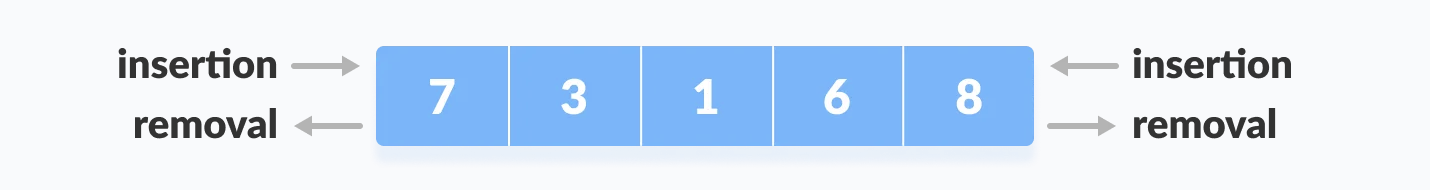 insertion
removal
7 3 1 6 8
insertion
removal